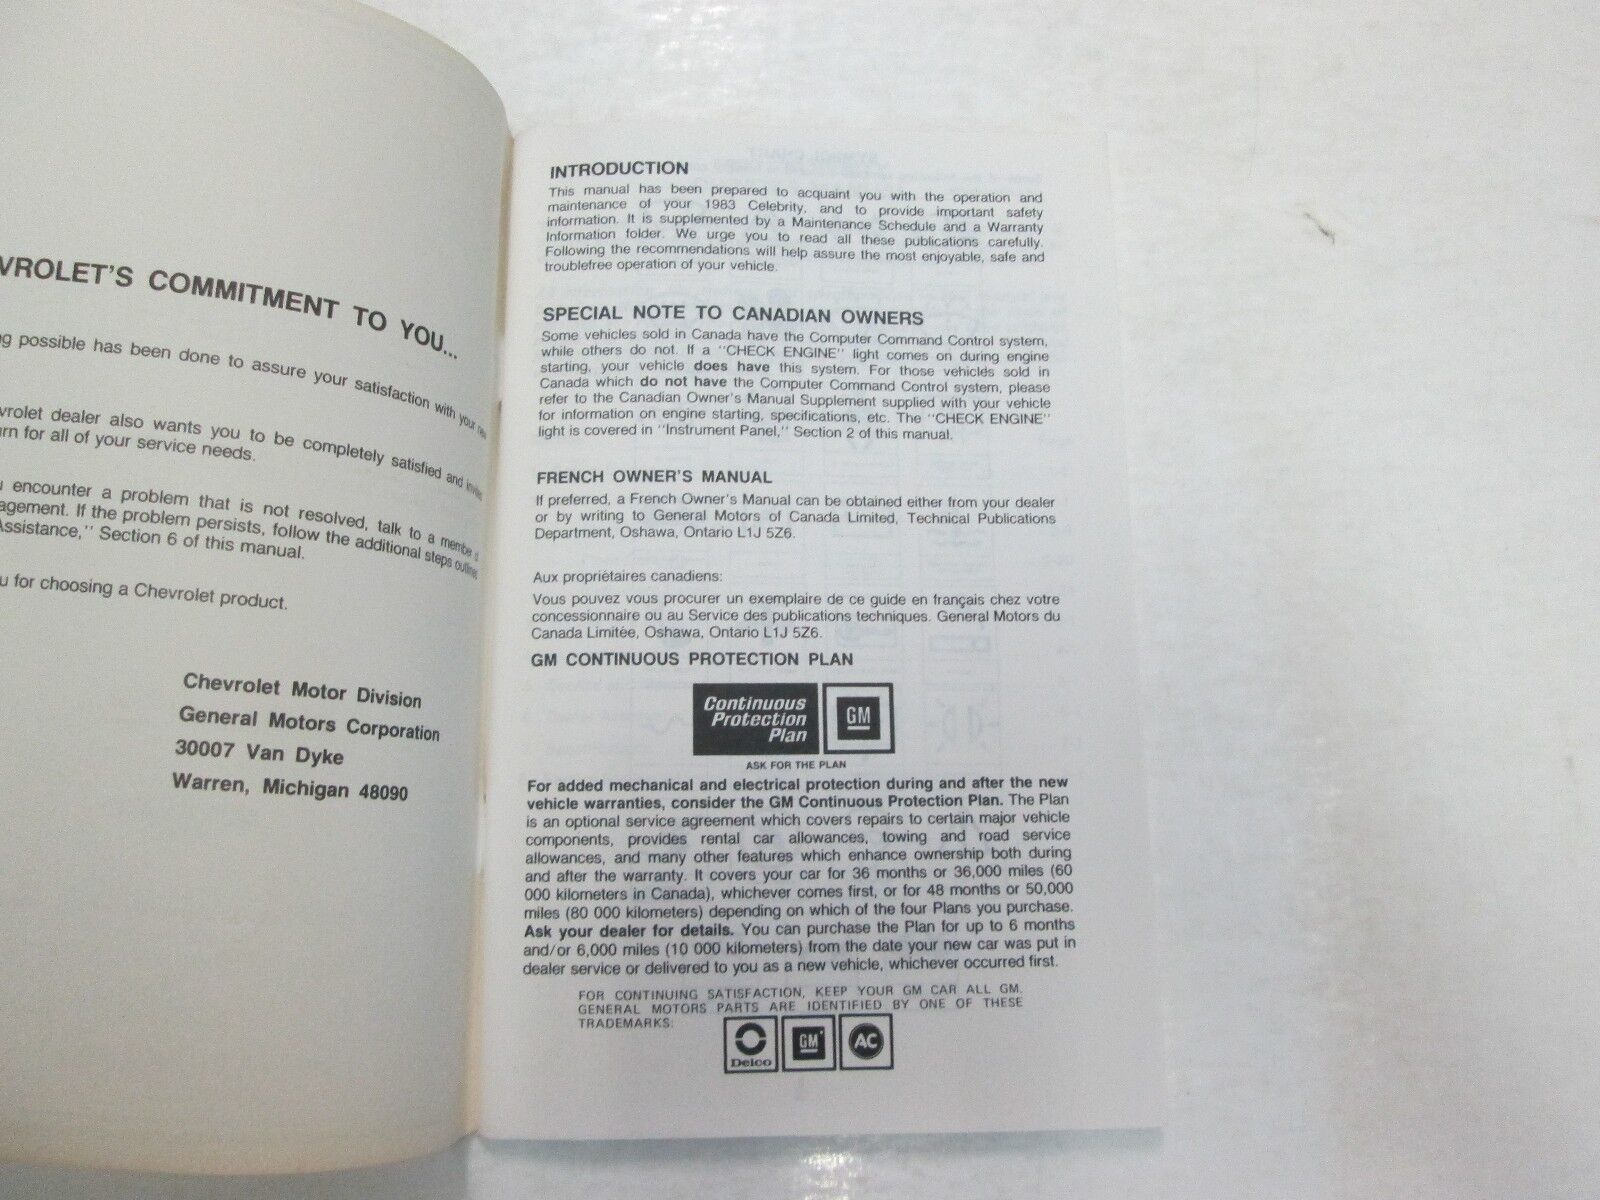 VROLET'S COMMITMENT TO YOU...
possible has been done to assure your satisfaction with your new
vrolet dealer also wants you to be completely satisfied and
for all of your service needs.
encounter a problem that is not resolved, talk to a
agement. If the problem persists, follow the additional steps
Assistance," Section 6 of this manual.
for choosing a Chevrolet product.
Chevrolet Motor Division
General Motors Corporation
30007 Van Dyke
Warren, Michigan 48090
INTRODUCTION
This manual has been prepared to acquaint you with the operation and
maintenance of your 1983 Celebrity, and to provide important safety
information. It is supplemented by a Maintenance Schedule and a Warranty
Information folder. We urge you to read all these publications carefully.
Following the recommendations will help assure the most enjoyable, safe and
troublefree operation of your vehicle.
SPECIAL NOTE TO CANADIAN OWNERS
Some vehicles sold in Canada have the Computer Command Control system,
while others do not. If a "CHECK ENGINE" light comes on during engine
starting, your vehicle does have this system. For those vehicles sold in
Canada which do not have the Computer Command Control system, please
refer to the Canadian Owner's Manual Supplement supplied with your vehicle
for information on engine starting, specifications, etc. The "CHECK ENGINE"
light is covered in "Instrument Panel," Section 2 of this manual.
FRENCH OWNER'S MANUAL
If preferred, a French Owner's Manual can be obtained either from your dealer
or by writing to General Motors of Canada Limited, Technical Publications
Department, Oshawa, Ontario L1J 5Z6.
Aux propriétaires canadiens:
Vous pouvez vous procurer un exemplaire de ce guide en français chez votre
concessionnaire ou au Service des publications techniques. General Motors du
Canada Limitée, Oshawa, Ontario L1J 5Z6.
GM CONTINUOUS PROTECTION PLAN
Continuous
Protection
Plan
GM
ASK FOR THE PLAN
For added mechanical and electrical protection during and after the new
vehicle warranties, consider the GM Continuous Protection Plan. The Plan
is an optional service agreement which covers repairs to certain major vehicle
components, provides rental car allowances, towing and road service
allowances, and many other features which enhance ownership both during
and after the warranty. It covers your car for 36 months or 36,000 miles (60
000 kilometers in Canada), whichever comes first, or for 48 months or 50,000
miles (80 000 kilometers) depending on which of the four Plans you purchase.
Ask your dealer for details. You can purchase the Plan for up to 6 months
and/or 6,000 miles (10 000 kilometers) from the date your new car was put in
dealer service or delivered to you as a new vehicle, whichever occurred first.
FOR CONTINUING SATISFACTION, KEEP YOUR GM CAR ALL GM.
GENERAL MOTORS PARTS ARE IDENTIFIED BY ONE OF THESE
TRADEMARKS:
Delco
GM
AC